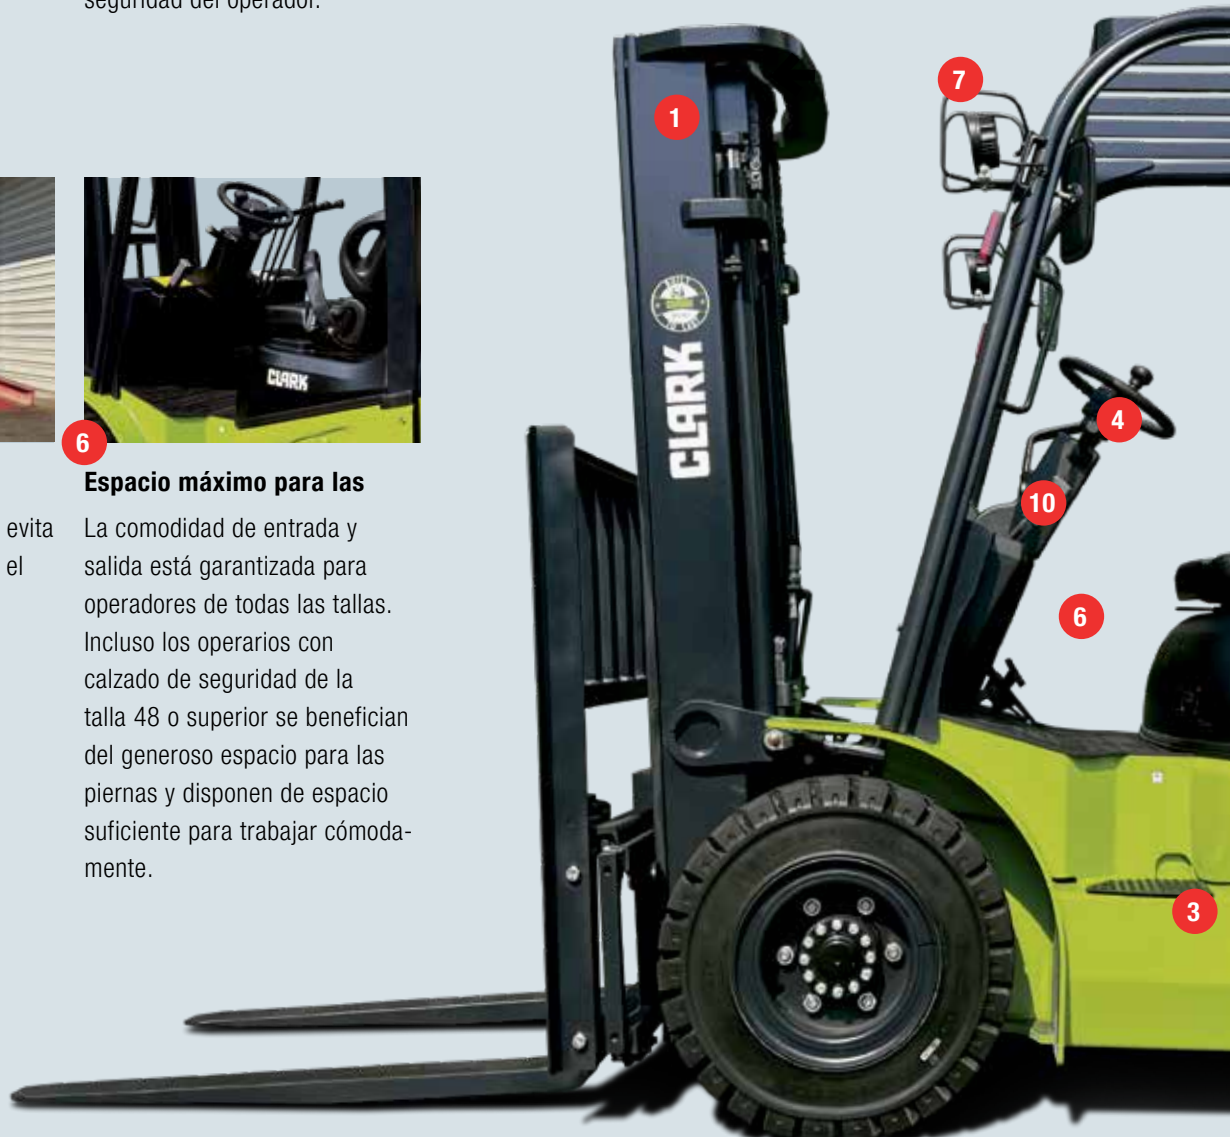 seguridad del operador.
6
Espacio máximo para las
evita
el
La comodidad de entrada y
salida está garantizada para
operadores de todas las tallas.
Incluso los operarios con
calzado de seguridad de la
talla 48 o superior se benefician
del generoso espacio para las
piernas y disponen de espacio
suficiente para trabajar cómoda-
mente.
CLARK
1
7
BUILT
TO LAST
CLARK
4
10
6
3